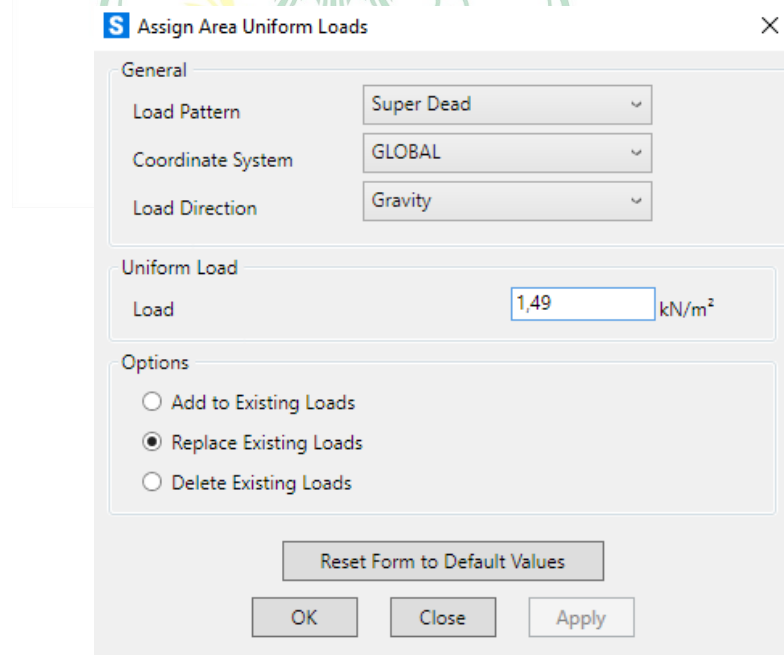 S Assign Area Uniform Loads
General
Load Pattern Super Dead
Coordinate System GLOBAL
Load Direction Gravity
Uniform Load
Load 1,49 kN/m²
Options
Add to Existing Loads
Replace Existing Loads
Delete Existing Loads
Reset Form to Default Values
OK Close Apply